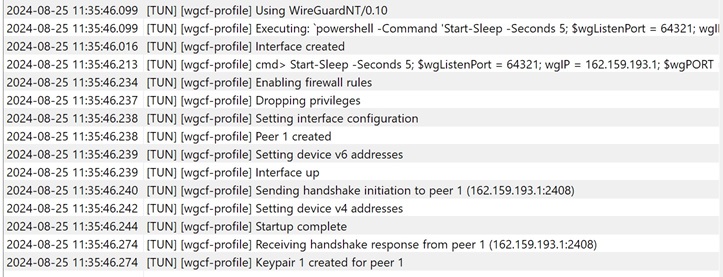 2024-08-25 11:35:46.099 [TUN] [wgcf-profile] Using WireGuardNT/0.10
2024-08-25 11:35:46.099 [TUN] [wgcf-profile] Executing: `powershell -Command 'Start-Sleep -Seconds 5; $wgListenPort = 64321; wgI
2024-08-25 11:35:46.016 [TUN] [wgcf-profile] Interface created
2024-08-25 11:35:46.213 [TUN] [wgcf-profile] cmd> Start-Sleep -Seconds 5; $wgListenPort = 64321; wgIP = 162.159.193.1; $wgPORT
2024-08-25 11:35:46.234 [TUN] [wgcf-profile] Enabling firewall rules
2024-08-25 11:35:46.237 [TUN] [wgcf-profile] Dropping privileges
2024-08-25 11:35:46.238 [TUN] [wgcf-profile] Setting interface configuration
2024-08-25 11:35:46.238 [TUN] [wgcf-profile] Peer 1 created
2024-08-25 11:35:46.239 [TUN] [wgcf-profile] Setting device v6 addresses
2024-08-25 11:35:46.239 [TUN] [wgcf-profile] Interface up
2024-08-25 11:35:46.240 [TUN] [wgcf-profile] Sending handshake initiation to peer 1 (162.159.193.1:2408)
2024-08-25 11:35:46.242 [TUN] [wgcf-profile] Setting device v4 addresses
2024-08-25 11:35:46.244 [TUN] [wgcf-profile] Startup complete
2024-08-25 11:35:46.274 [TUN] [wgcf-profile] Receiving handshake response from peer 1 (162.159.193.1:2408)
2024-08-25 11:35:46.274 [TUN] [wgcf-profile] Keypair 1 created for peer 1